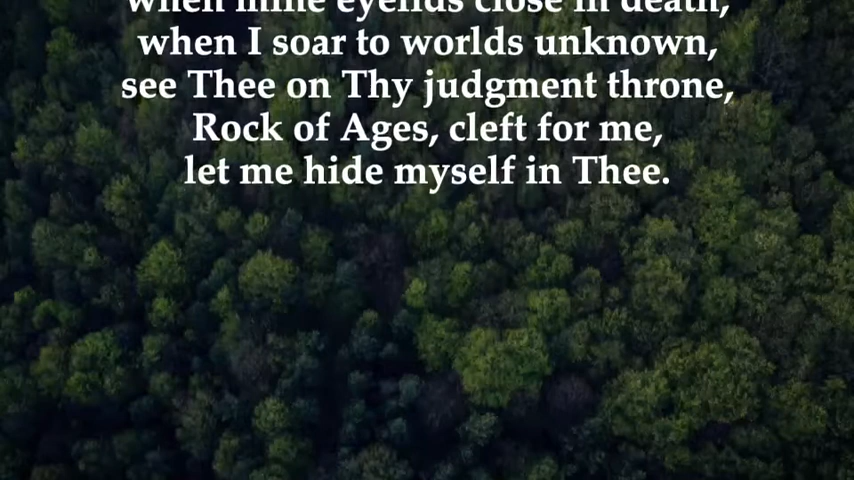 when mine eyelids close in death,
when I soar to worlds unknown,
see Thee on Thy judgment throne,
Rock of Ages, cleft for me,
let me hide myself in Thee.